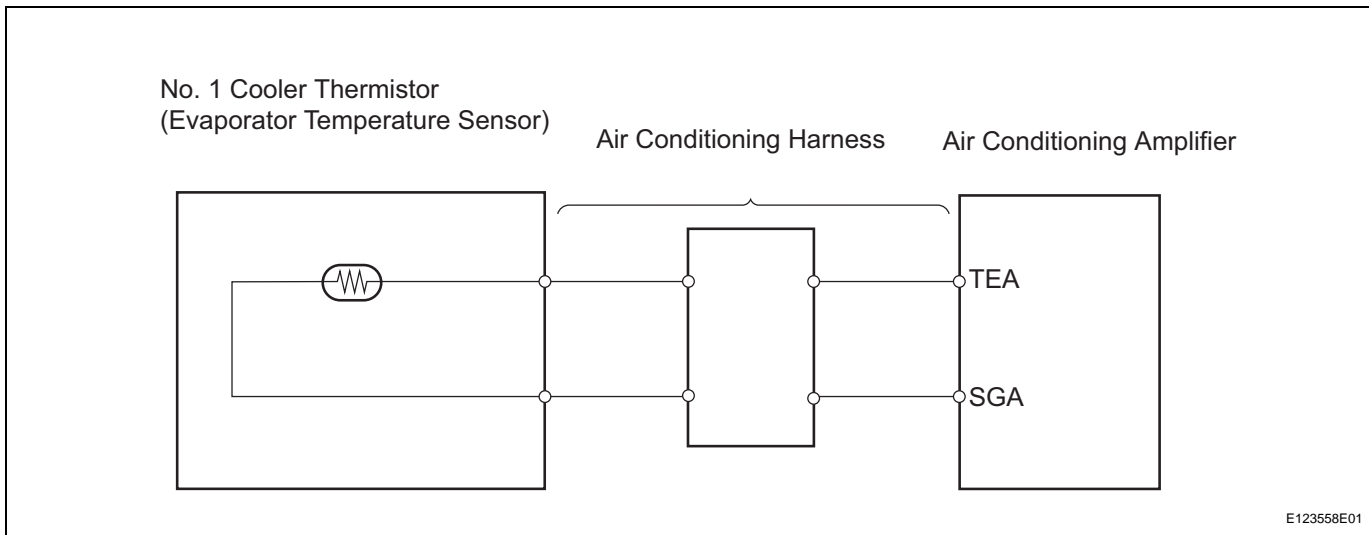 No. 1 Cooler Thermistor
(Evaporator Temperature Sensor)
Air Conditioning Harness
Air Conditioning Amplifier
TEA
SGA
E123558E01